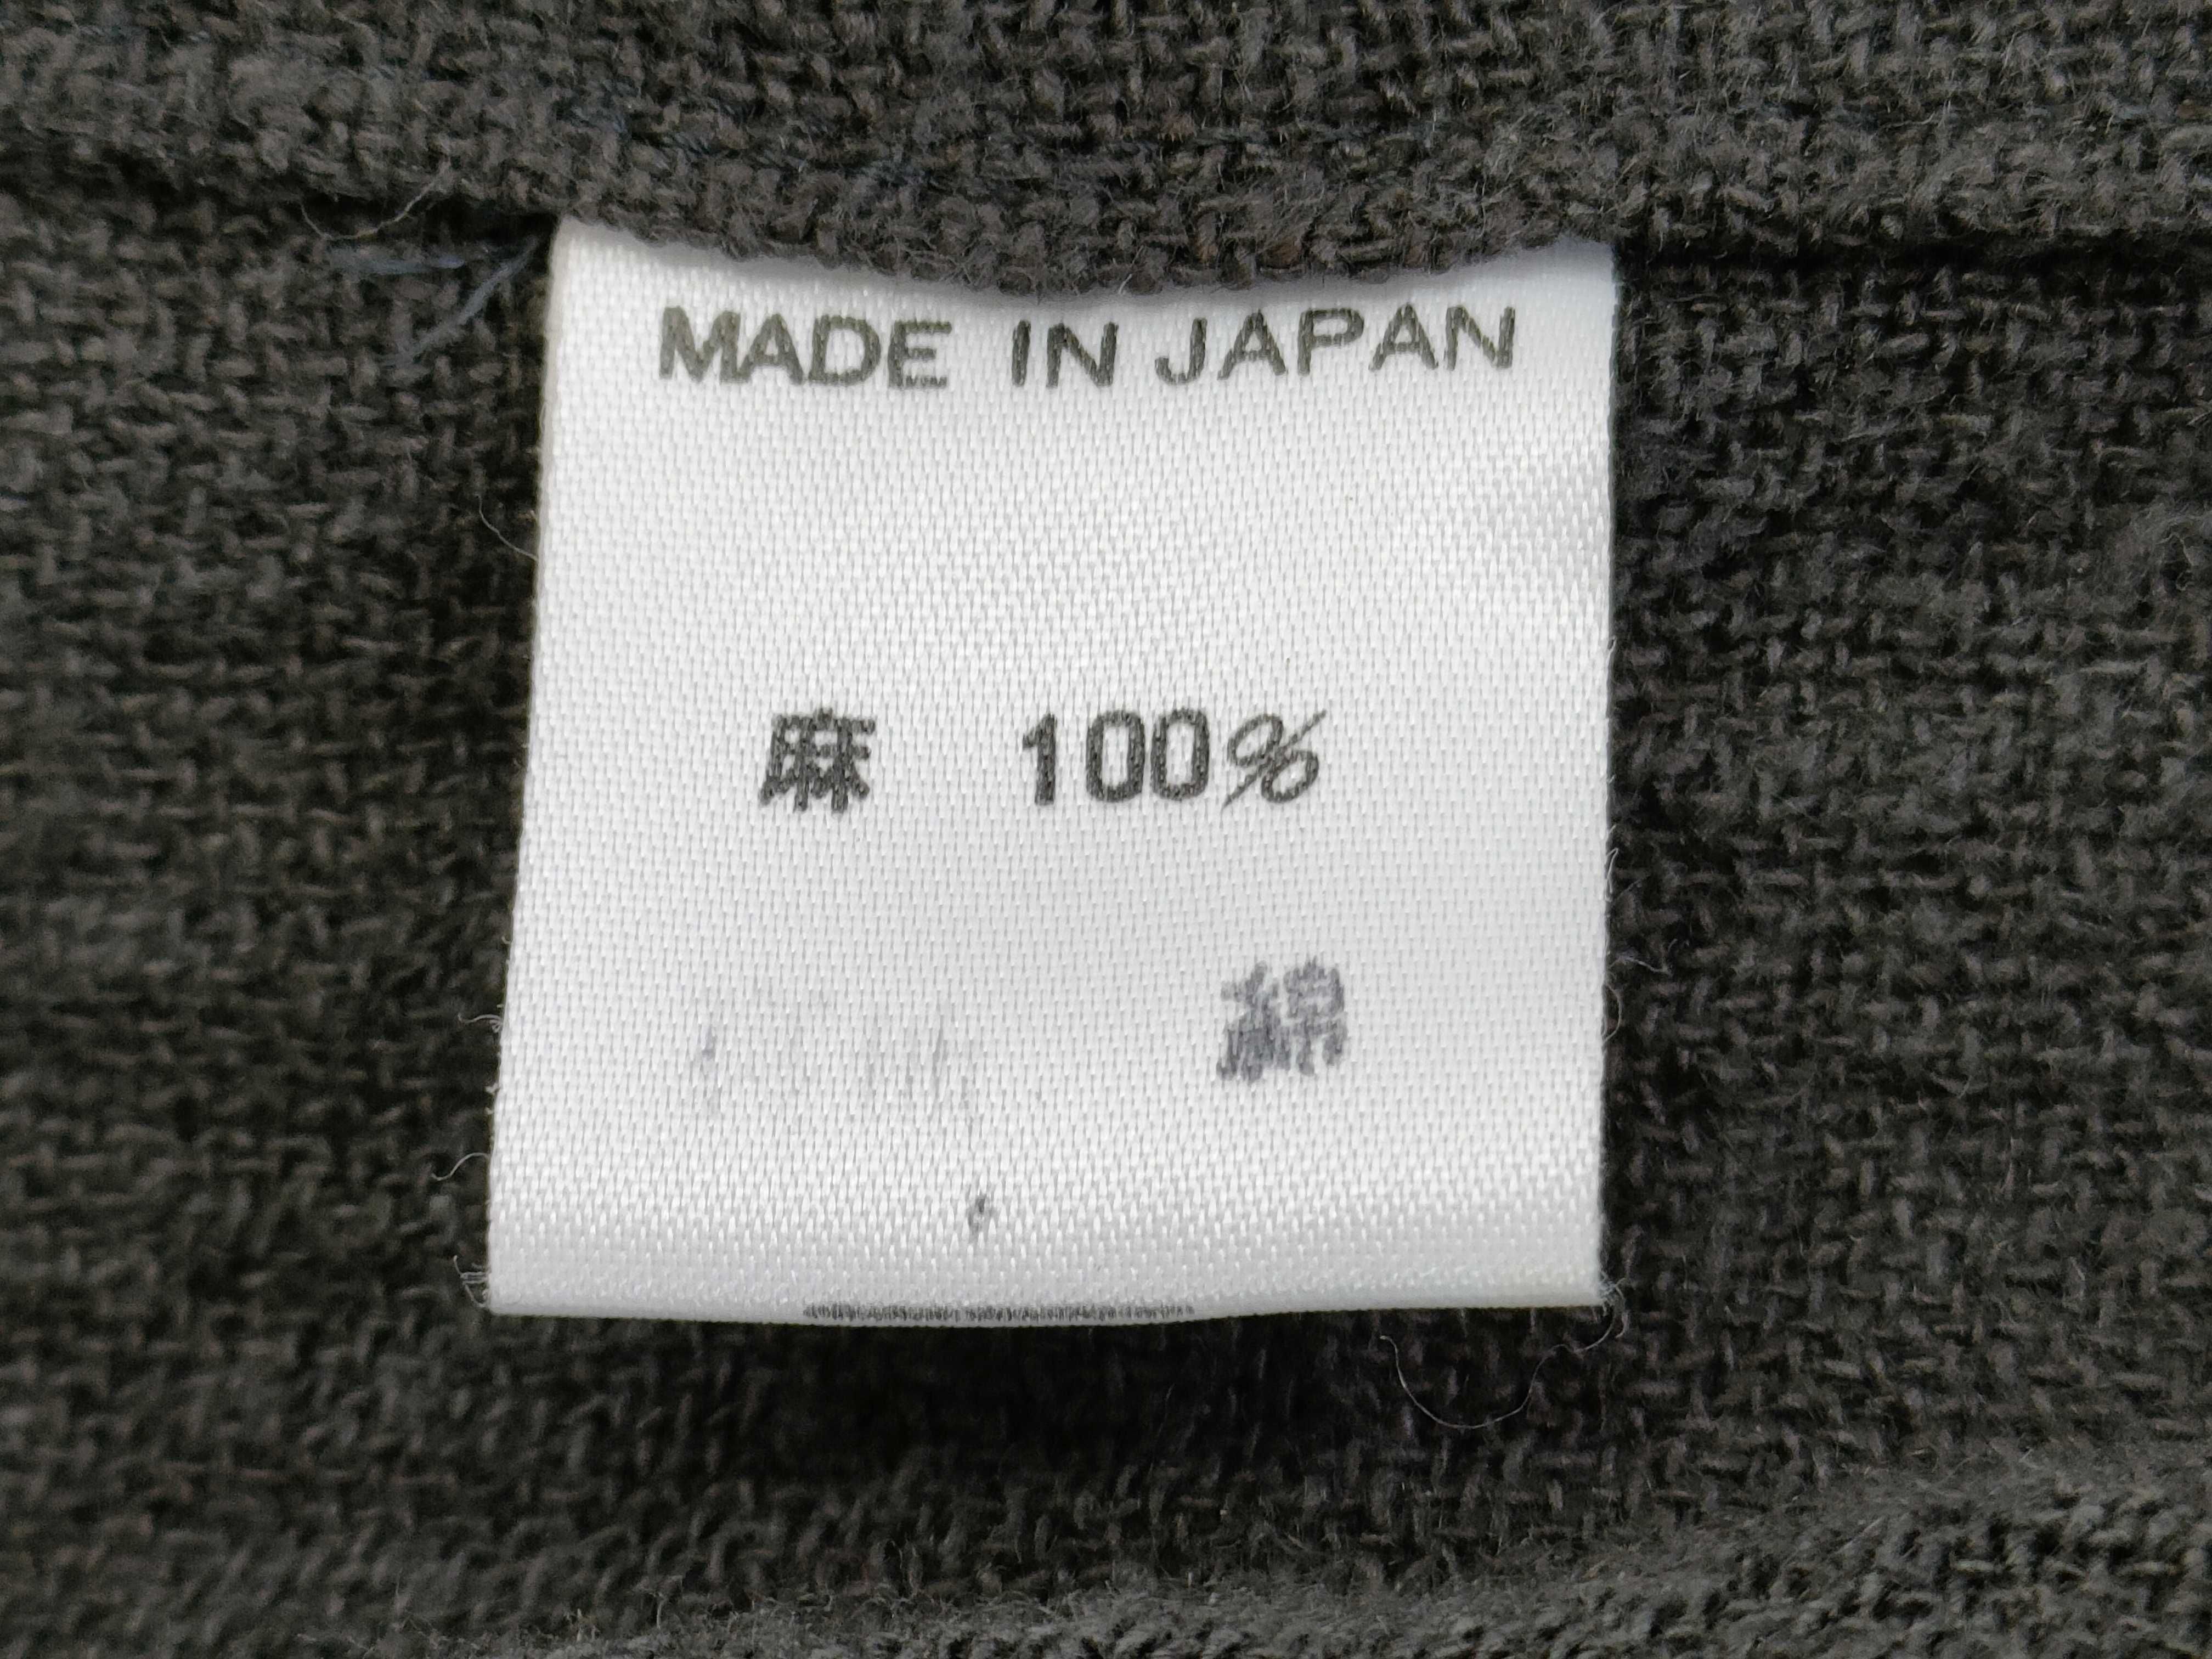 MADE IN JAPAN
麻 100%
綿